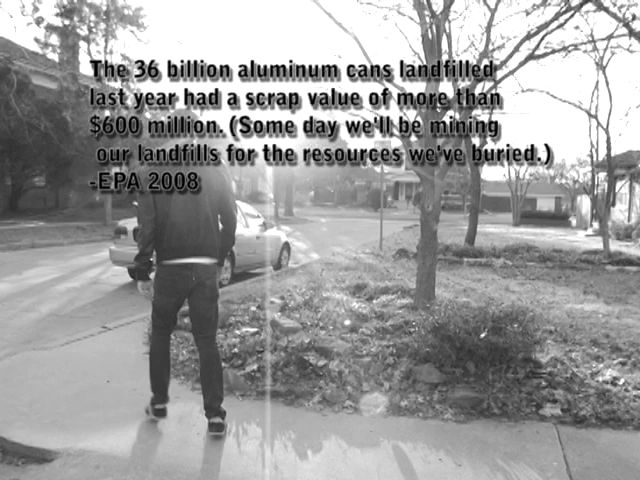 The 36 billion aluminum cans landfilled
last year had a scrap value of more than
$600 million. (Some day we'll be mining
our landfills for the resources we've buried.)
-EPA 2008